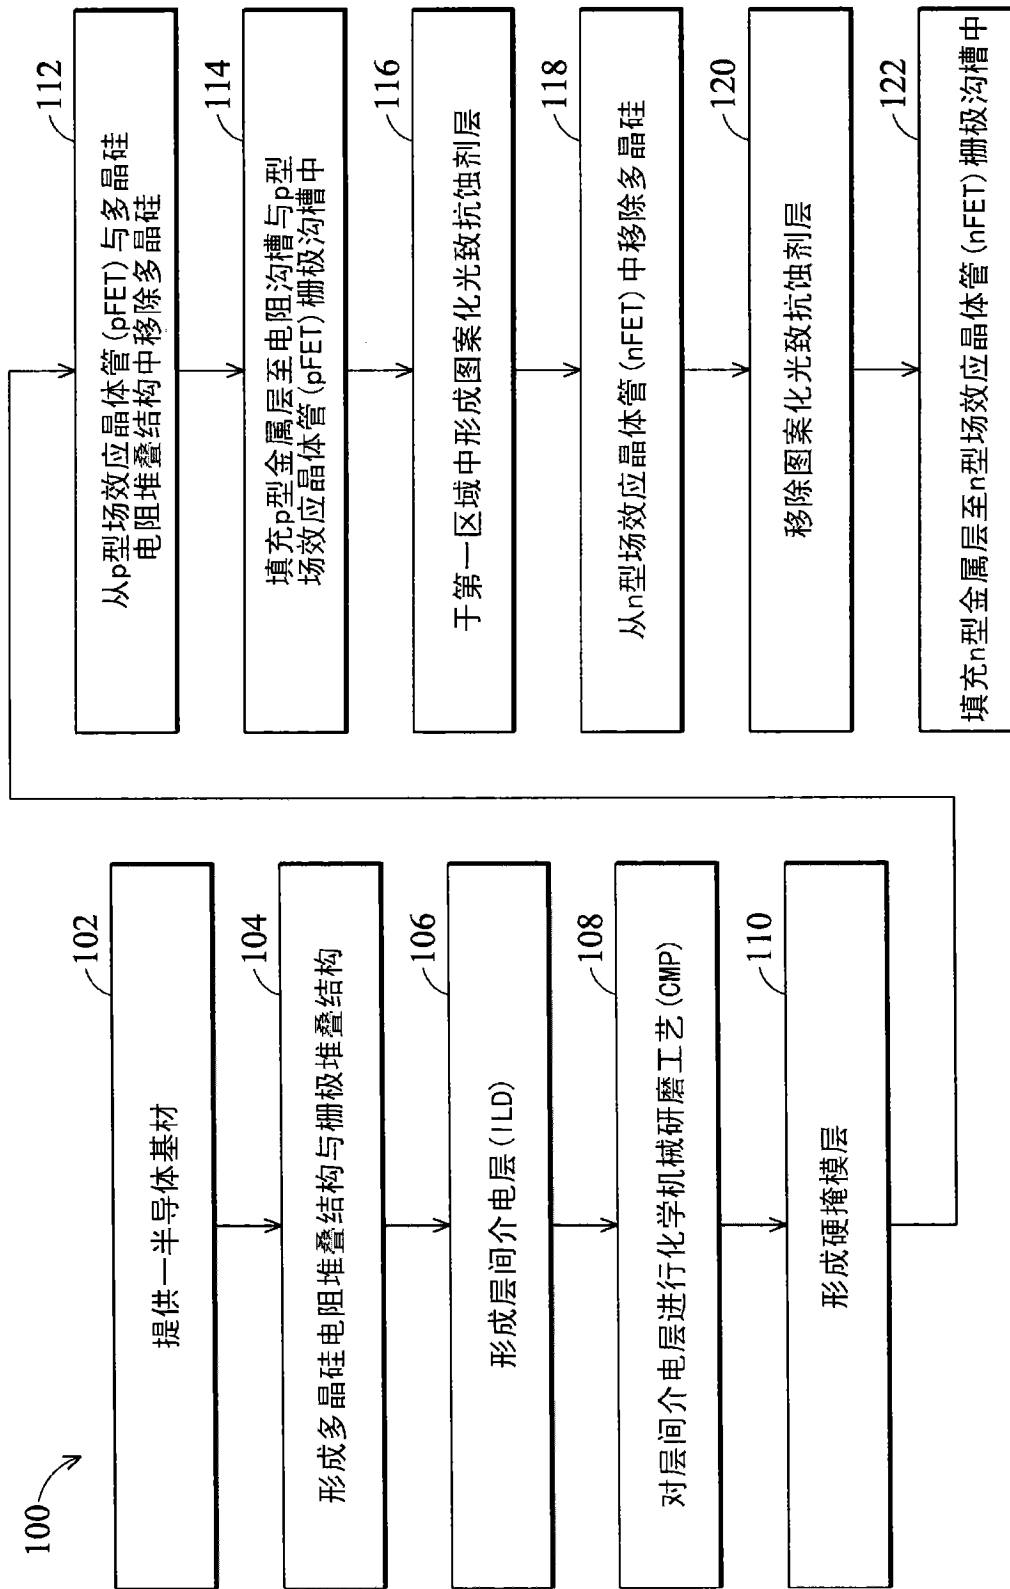 100
102
提供一半导体基材
104
形成多晶硅电阻堆叠结构与栅极堆叠结构
106
形成层间介电层(ILD)
108
对层间介电层进行化学机械研磨工艺(CMP)
110
形成硬掩模层
112
从p型场效应晶体管(pFET)与多晶硅
电阻堆叠结构中移除多晶硅
114
填充p型金属层至电阻沟槽与p型
场效应晶体管(pFET)栅极沟槽中
116
于第一区域中形成图案化光致抗蚀剂层
118
从n型场效应晶体管(nFET)中移除多晶硅
120
移除图案化光致抗蚀剂层
122
填充n型金属层至n型场效应晶体管(nFET)栅极沟槽中